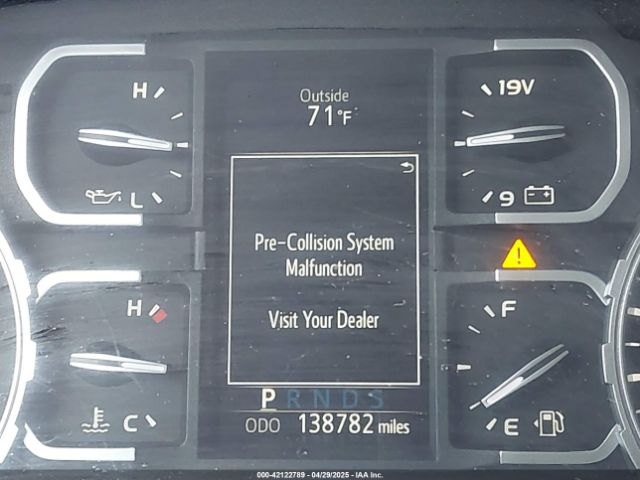 Outside
71°F
H
L
19V
9
Pre-Collision System
Malfunction
Visit Your Dealer
H
C
F
E
P R N D S
ODO 138782 miles
000-42122789 - 04/29/2025 - IAA Inc.